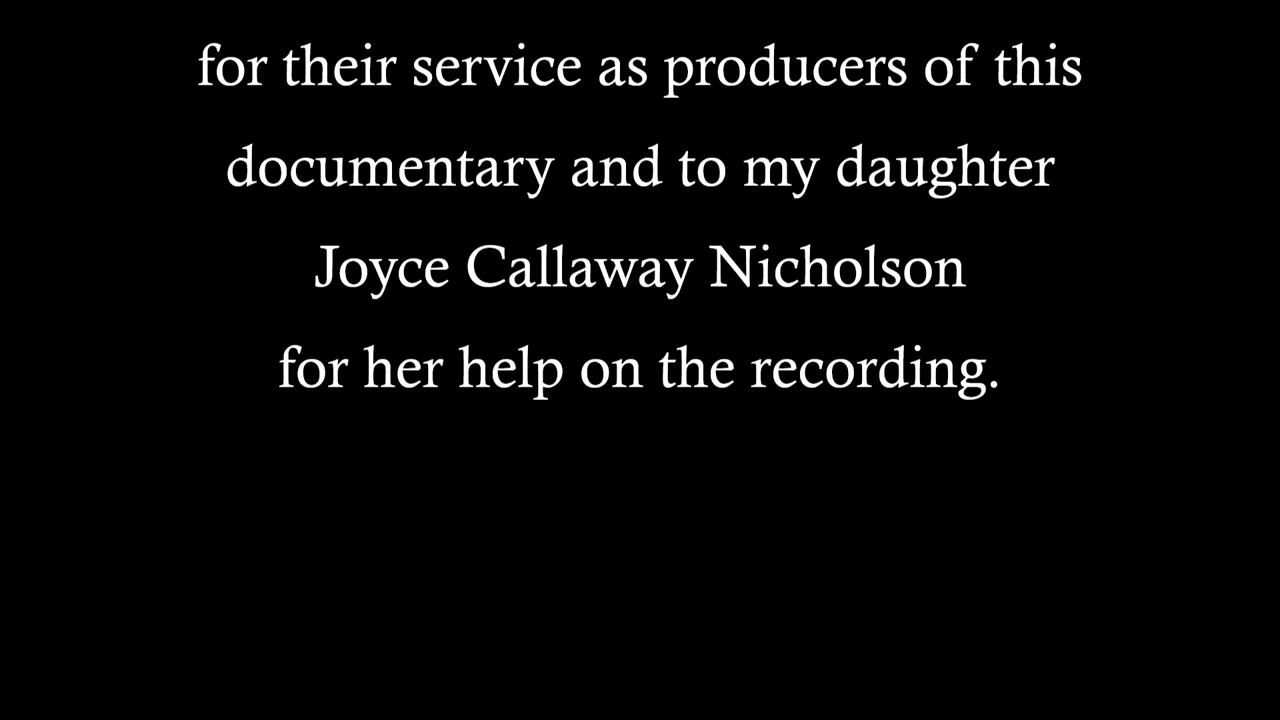 for their service as producers of this
documentary and to my daughter
Joyce Callaway Nicholson
for her help on the recording.